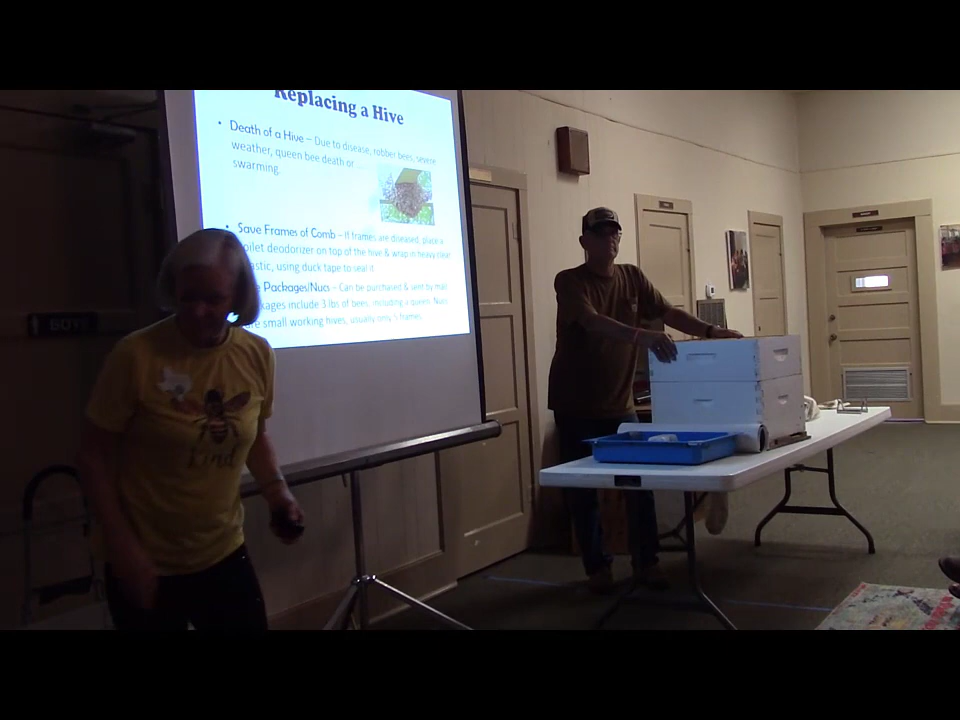 Replacing a Hive
• Death of a Hive – Due to disease, robber bees, severe
weather, queen bee death or
swarming.
• Save Frames of Comb – If frames are diseased, place a
toilet deodorizer on top of the hive & wrap in heavy clear
plastic, using duck tape to seal it
Packages/Nucs – Can be purchased & sent by mail
include 3 lbs of bees, including a queen. Nucs
are small working hives, usually only 5 frames.
BOY
Kind